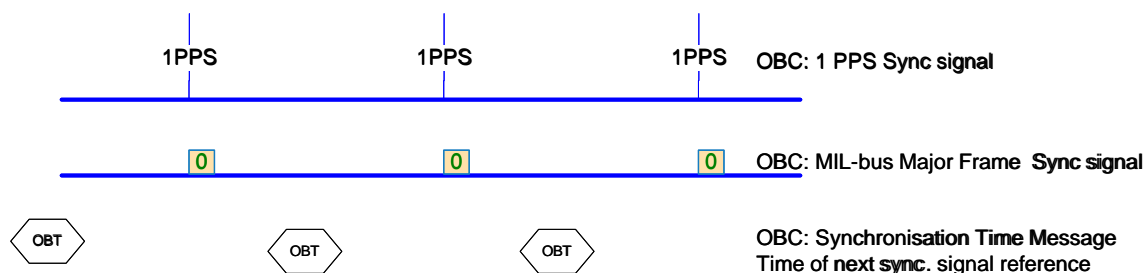 1PPS 1PPS 1PPS OBC: 1 PPS Sync signal
0 0 0 OBC: MIL-bus Major Frame Sync signal
OBT OBT OBT
OBC: Synchronisation Time Message
Time of next sync. signal reference